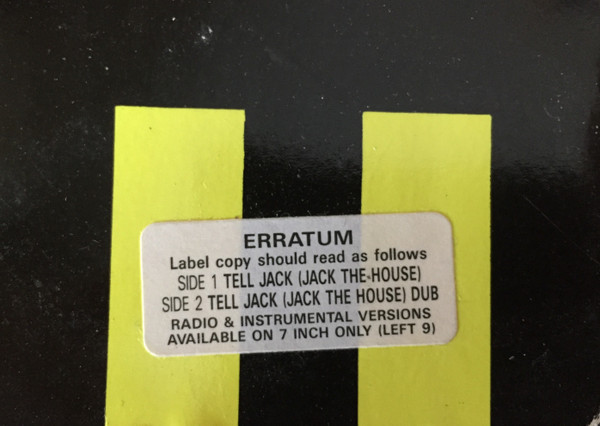 ERRATUM
Label copy should read as follows
SIDE 1 TELL JACK (JACK THE-HOUSE)
SIDE 2 TELL JACK (JACK THE HOUSE) DUB
RADIO & INSTRUMENTAL VERSIONS
AVAILABLE ON 7 INCH ONLY (LEFT 9)